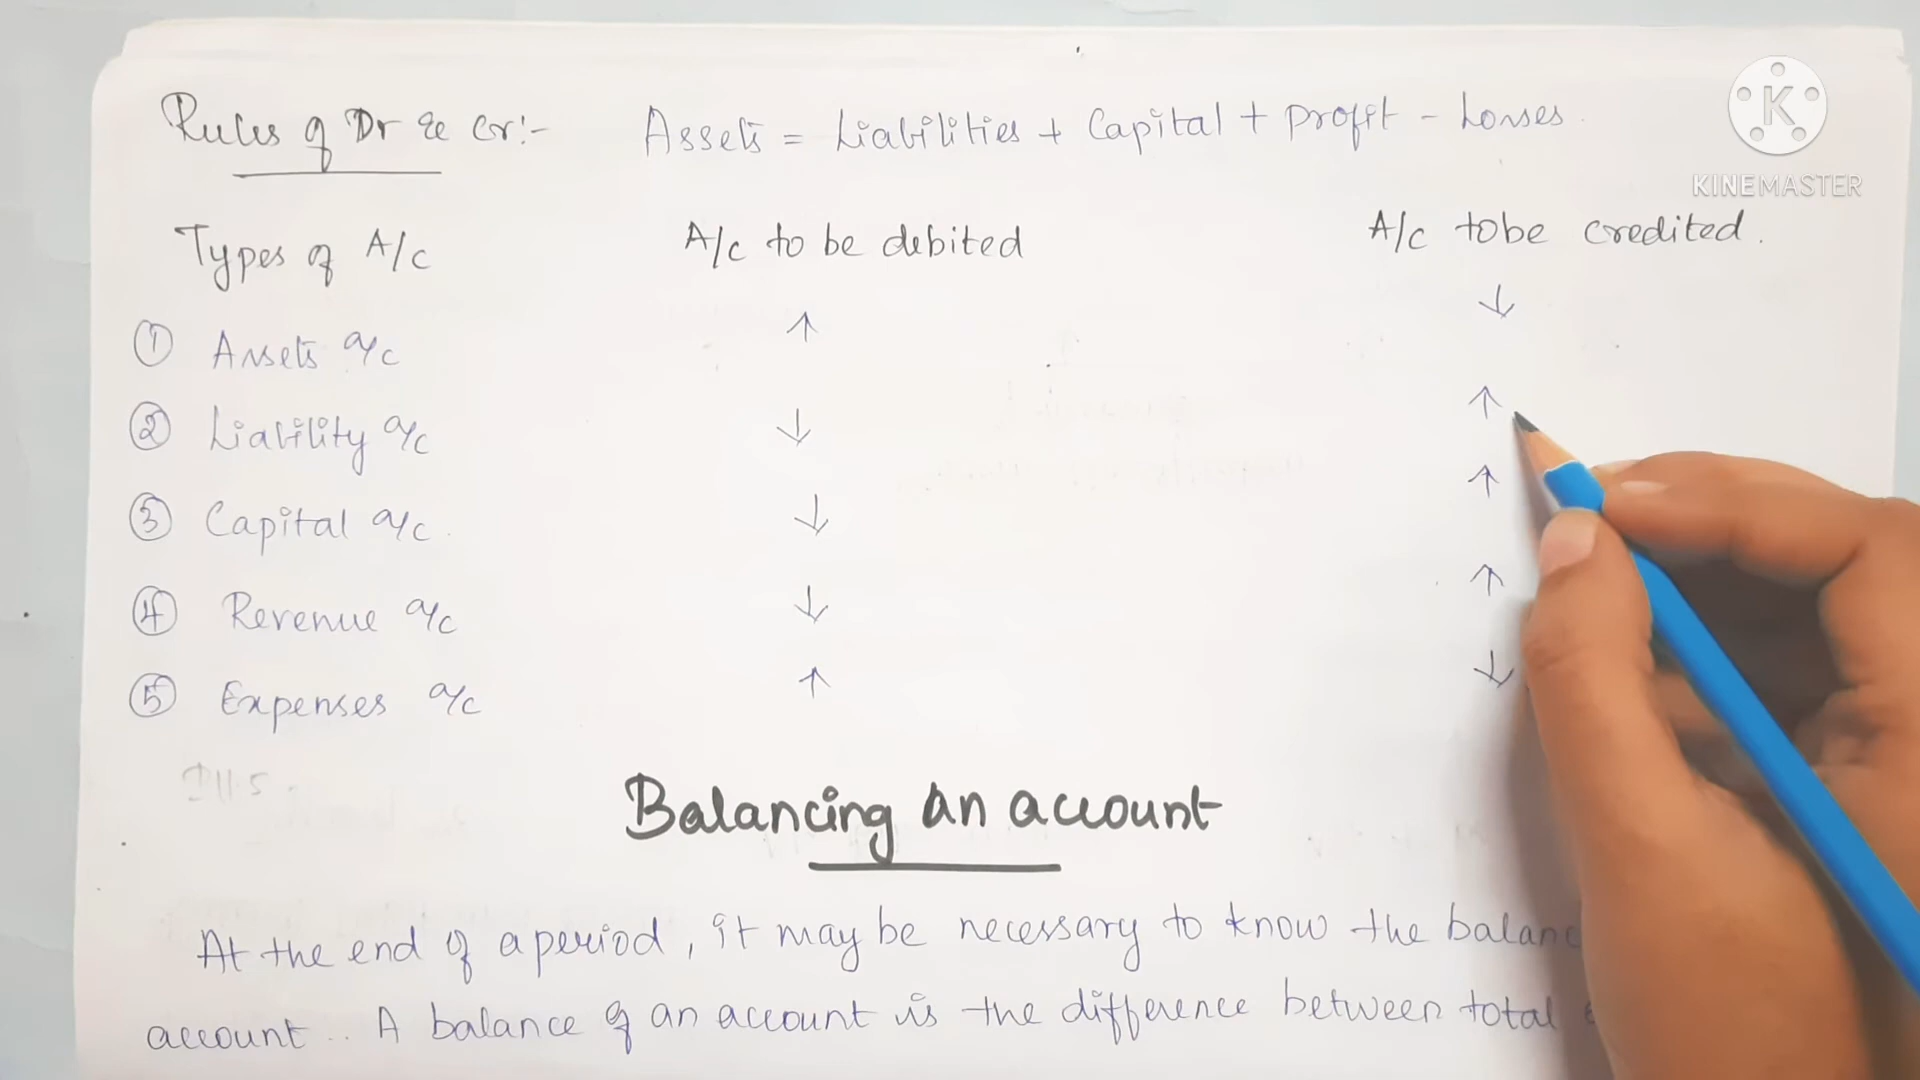 Rules of Dr & Cr:- Assets = Liabilities + Capital + Profit - Losses.
K
KINEMASTER
Types of A/c A/c to be debited A/c tobe credited.
① Assets a/c ↑ ↓
② Liability a/c ↓ ↑
③ Capital a/c. ↓ ↑
④ Revenue a/c ↓ ↑
⑤ Expenses a/c ↑ ↓
Balancing an account
At the end of a period, it may be necessary to know the balanc
account.. A balance of an account is the difference between total